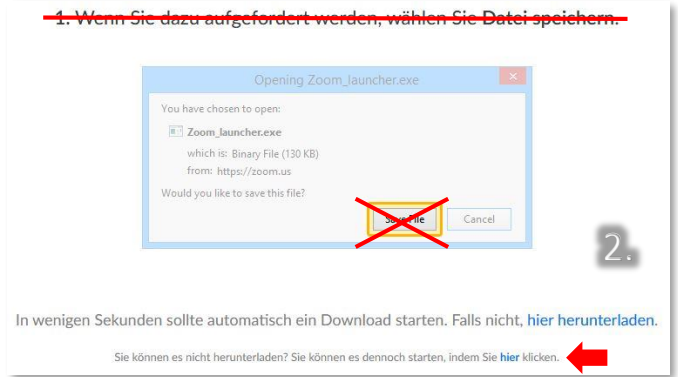 1. Wenn Sie dazu aufgefordert werden, wählen Sie Datei speichern.
Opening Zoom_launcher.exe
You have chosen to open:
Zoom_launcher.exe
which is: Binary File (130 KB)
from: https://zoom.us
Would you like to save this file?
Save File Cancel
2.
In wenigen Sekunden sollte automatisch ein Download starten. Falls nicht, hier herunterladen.
Sie können es nicht herunterladen? Sie können es dennoch starten, indem Sie hier klicken.